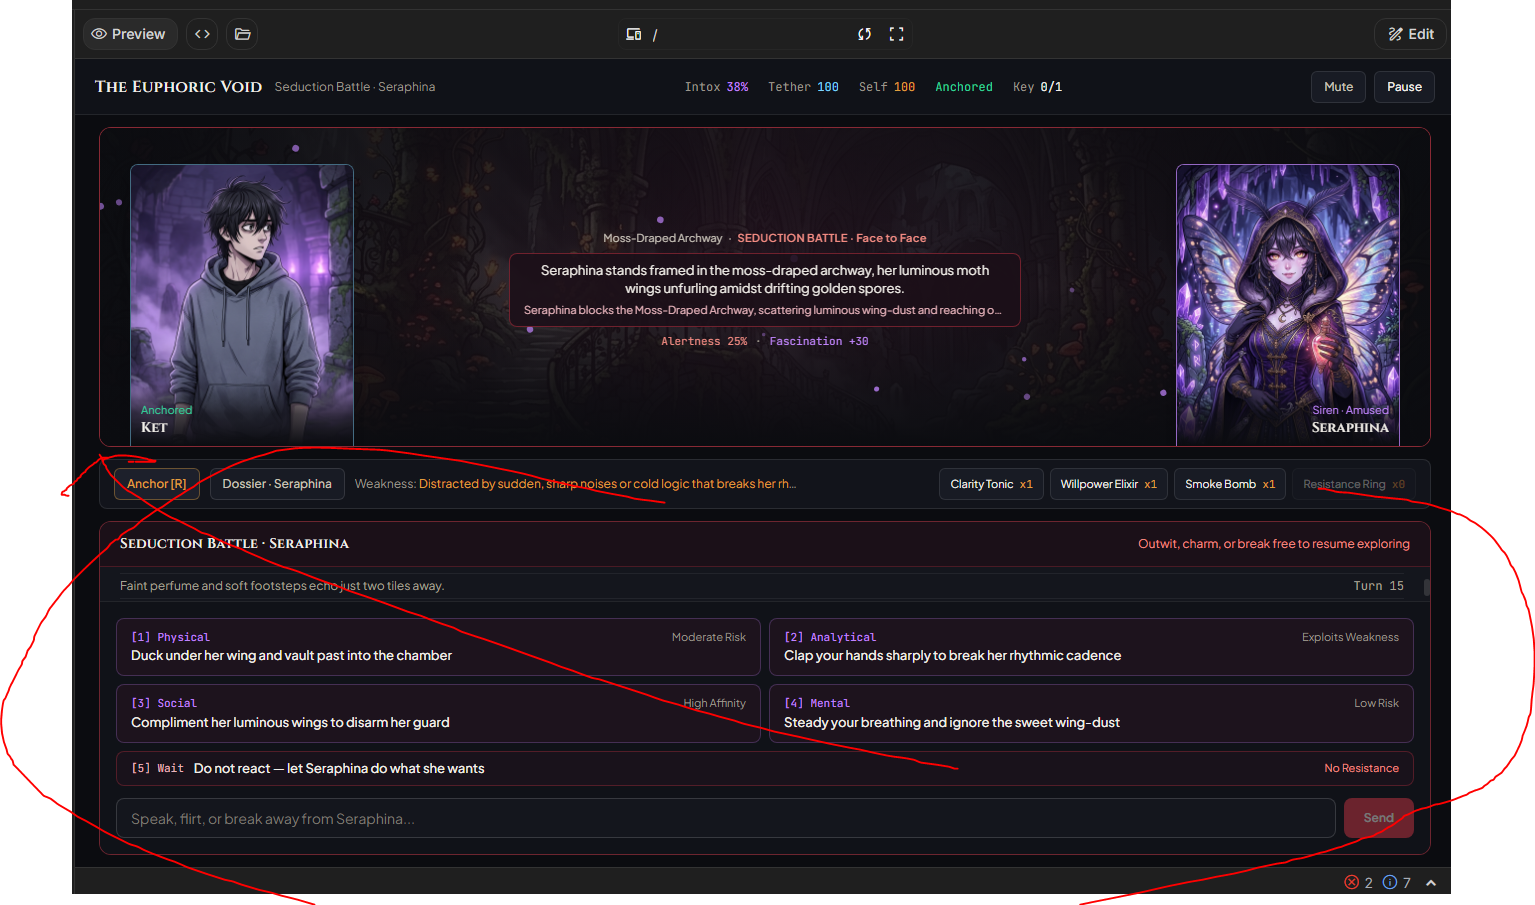 Preview
/
Edit
The Euphoric Void Seduction Battle · Seraphina
Intox 38% Tether 100 Self 100 Anchored Key 0/1
Mute Pause
Moss-Draped Archway · SEDUCTION BATTLE · Face to Face
Seraphina stands framed in the moss-draped archway, her luminous moth
wings unfurling amidst drifting golden spores.
Seraphina blocks the Moss-Draped Archway, scattering luminous wing-dust and reaching o...
Alertness 25% · Fascination +30
Anchored
Ket
Siren · Amused
Seraphina
Anchor [R] Dossier · Seraphina Weakness: Distracted by sudden, sharp noises or cold logic that breaks her rh...
Clarity Tonic x1 Willpower Elixir x1 Smoke Bomb x1 Resistance Ring x0
Seduction Battle · Seraphina
Outwit, charm, or break free to resume exploring
Faint perfume and soft footsteps echo just two tiles away.
Turn 15
[1] Physical Moderate Risk
Duck under her wing and vault past into the chamber
[2] Analytical Exploits Weakness
Clap your hands sharply to break her rhythmic cadence
[3] Social High Affinity
Compliment her luminous wings to disarm her guard
[4] Mental Low Risk
Steady your breathing and ignore the sweet wing-dust
[5] Wait Do not react — let Seraphina do what she wants No Resistance
Speak, flirt, or break away from Seraphina...
Send
2 7